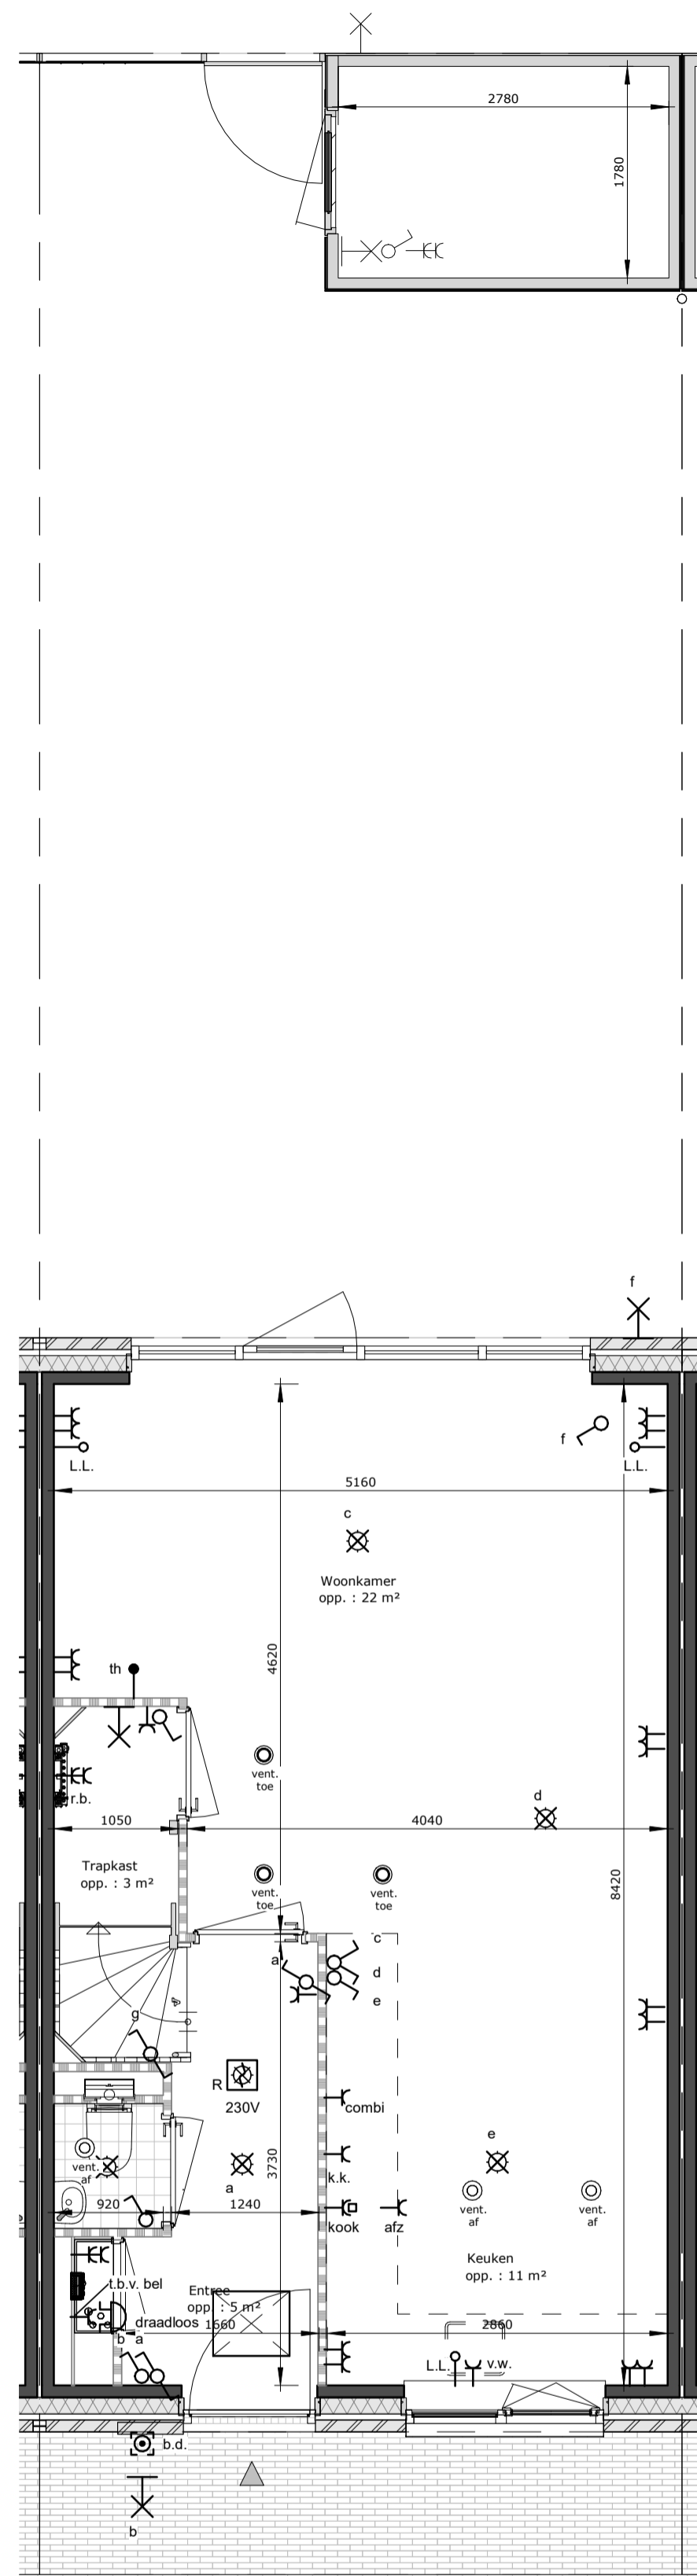 2780
1780
f
f
L.L.
L.L.
5160
c
Woonkamer
opp. : 22 m²
4620
th
vent.
toe
r.b.
d
1050
4040
Trapkast
opp. : 3 m²
8420
vent.
toe
vent.
toe
c
a
d
e
g
R
230V
combi
e
vent.
af
a
3730
k.k.
920
1240
vent.
af
vent.
af
kook
afz
Keuken
opp. : 11 m²
t.b.v. bel
Entree
opp. : 5 m²
draadloos
1660
2860
b a
L.L.
v.w.
b.d.
b